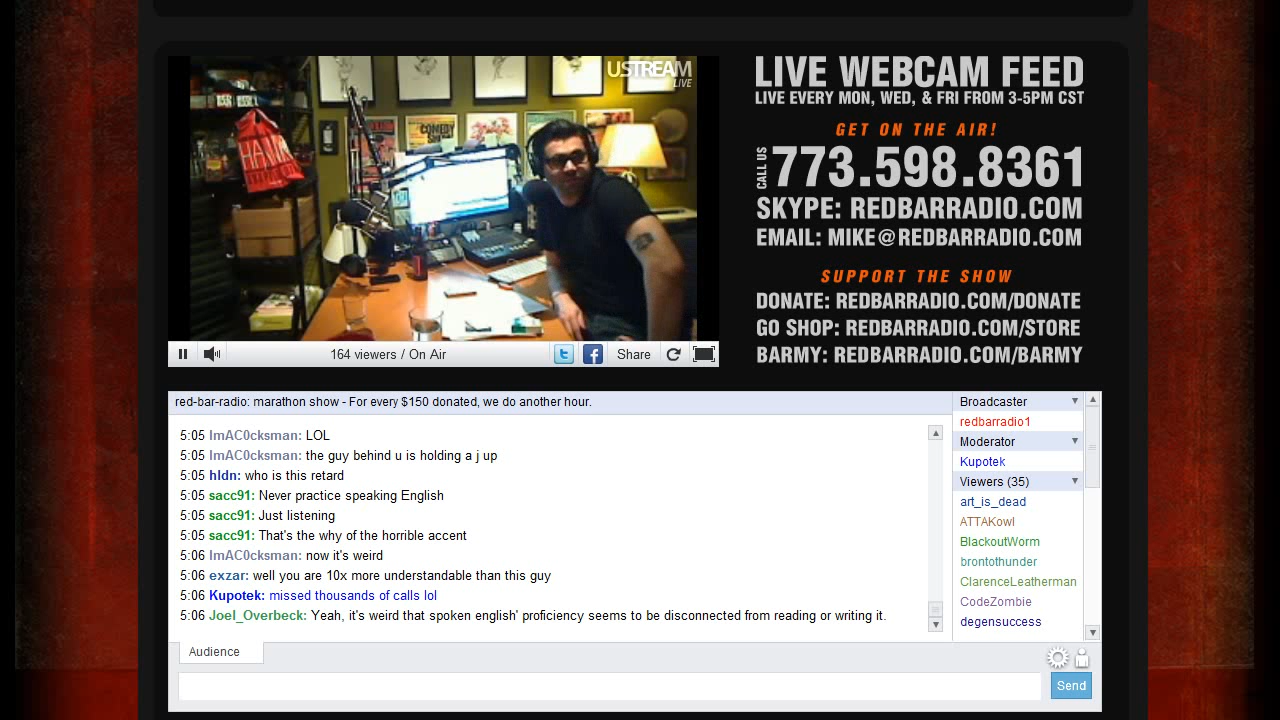 USTREAM
LIVE
COMEDY
LIVE WEBCAM FEED
LIVE EVERY MON, WED, & FRI FROM 3-5PM CST
GET ON THE AIR!
CALL US
773.598.8361
SKYPE: REDBARRADIO.COM
EMAIL: MIKE@REDBARRADIO.COM
SUPPORT THE SHOW
DONATE: REDBARRADIO.COM/DONATE
GO SHOP: REDBARRADIO.COM/STORE
BARMY: REDBARRADIO.COM/BARMY
164 viewers / On Air
Share
red-bar-radio: marathon show - For every $150 donated, we do another hour.
5:05 ImAC0cksman: LOL
5:05 ImAC0cksman: the guy behind u is holding a j up
5:05 hldn: who is this retard
5:05 sacc91: Never practice speaking English
5:05 sacc91: Just listening
5:05 sacc91: That's the why of the horrible accent
5:06 ImAC0cksman: now it's weird
5:06 exzar: well you are 10x more understandable than this guy
5:06 Kupotek: missed thousands of calls lol
5:06 Joel_Overbeck: Yeah, it's weird that spoken english' proficiency seems to be disconnected from reading or writing it.
Broadcaster
redbarradio1
Moderator
Kupotek
Viewers (35)
art_is_dead
ATTAKowl
BlackoutWorm
brontothunder
ClarenceLeatherman
CodeZombie
degensuccess
Audience
Send